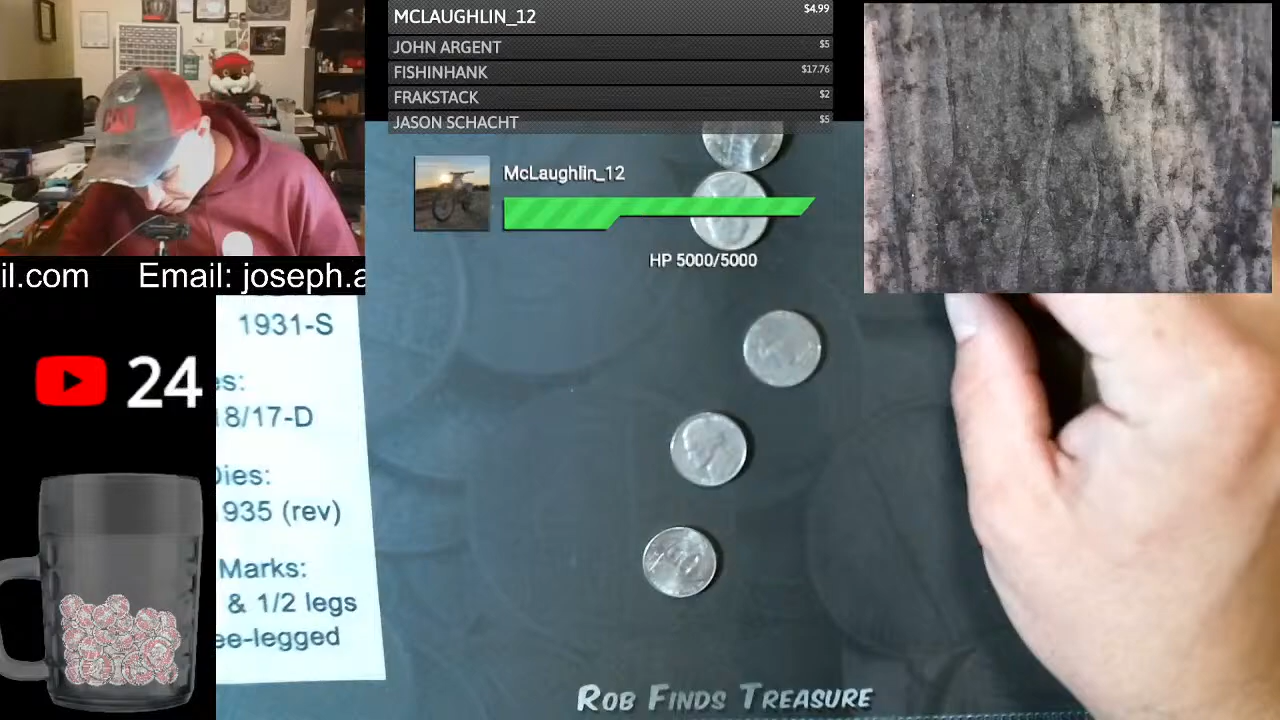 MCLAUGHLIN_12 $4.99
JOHN ARGENT $5
FISHINHANK $17.76
FRAKSTACK $2
JASON SCHACHT $5
McLaughlin_12
HP 5000/5000
il.com Email: joseph.a
1931-S
es:
18/17-D
Dies:
1935 (rev)
Marks:
& 1/2 legs
ee-legged
24
ROB FINDS TREASURE